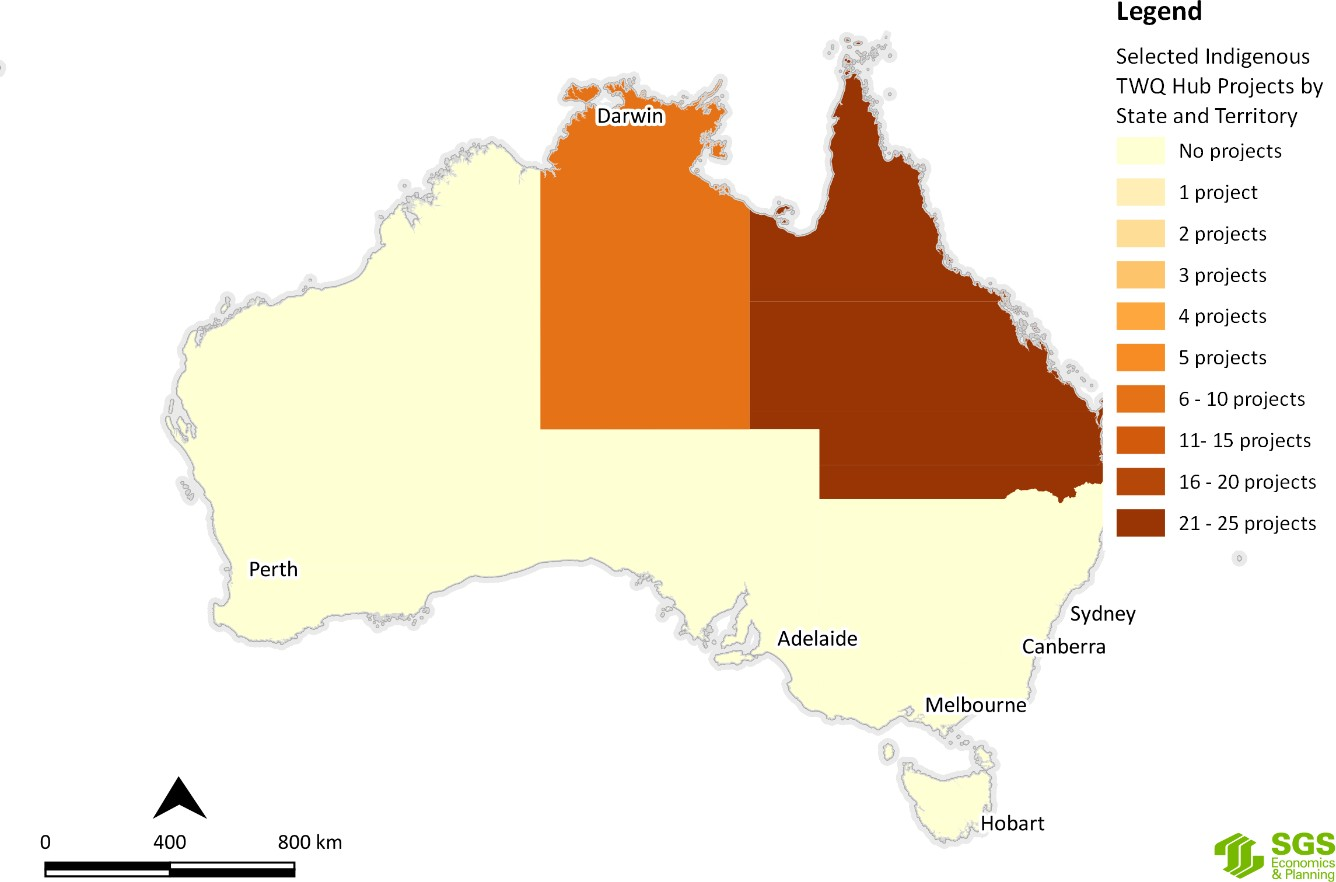 Legend
Selected Indigenous
TWQ Hub Projects by
State and Territory
No projects
1 project
2 projects
3 projects
4 projects
5 projects
6 - 10 projects
11- 15 projects
16 - 20 projects
21 - 25 projects
Darwin
Perth
Adelaide
Sydney
Canberra
Melbourne
Hobart
0 400 800 km
SGS
Economics
& Planning